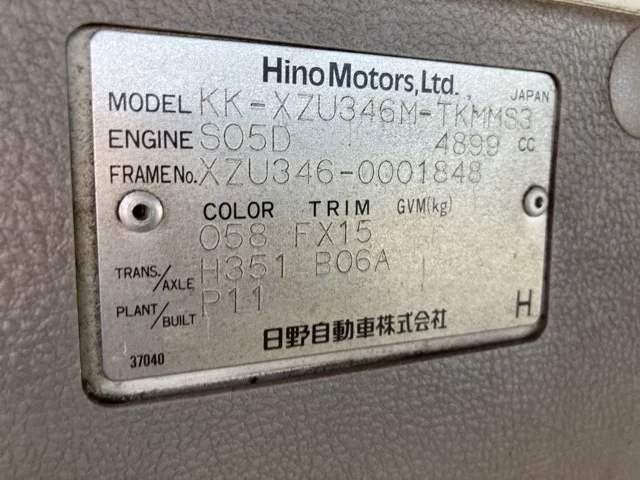 Hino Motors, Ltd.
JAPAN
MODEL KK-XZU346M-TKMMS3
ENGINE S05D 4899 CC
FRAME No. XZU346-0001848
COLOR TRIM GVM(kg)
058 FX15
TRANS./AXLE H351 B06A
PLANT/BUILT P11
H
日野自動車株式会社
37040